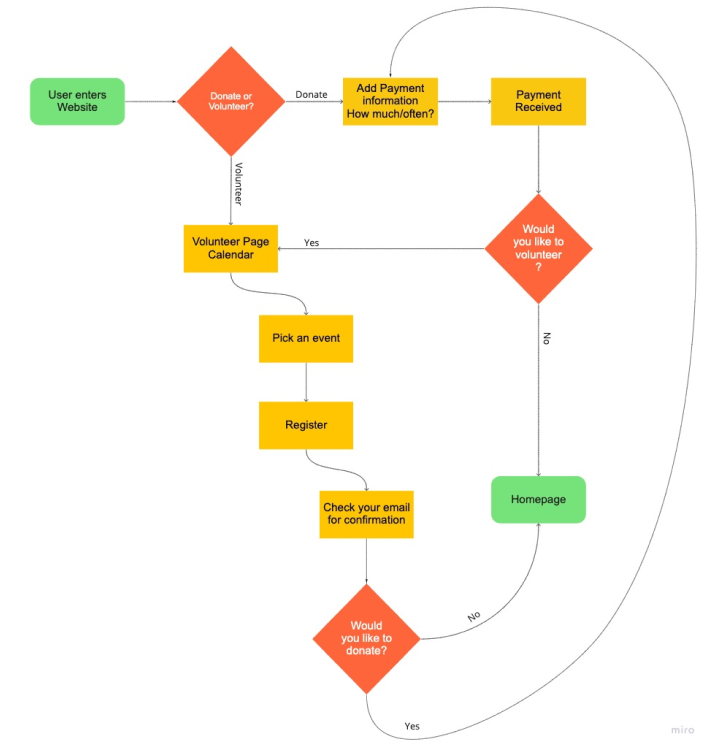 User enters
Website
Donate or
Volunteer?
Donate
Add Payment
information
How much/often?
Payment
Received
Volunteer
Volunteer Page
Calendar
Yes
Would
you like to
volunteer
?
Pick an event
No
Register
Check your email
for confirmation
Homepage
Would
you like to
donate?
No
Yes
miro